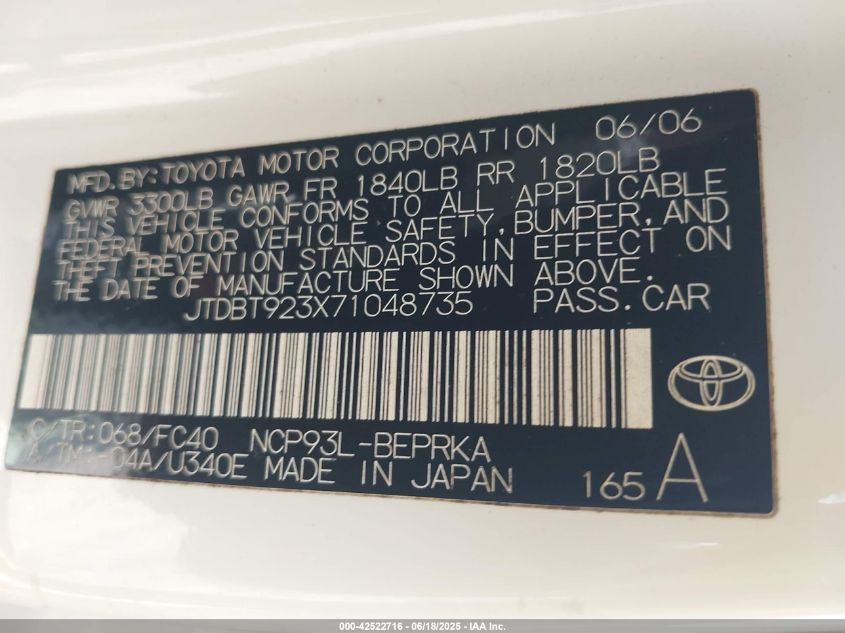 MFD.BY:TOYOTA MOTOR CORPORATION 06/06
GVWR 3300LB GAWR FR 1840LB RR 1820LB
THIS VEHICLE CONFORMS TO ALL APPLICABLE
FEDERAL MOTOR VEHICLE SAFETY, BUMPER, AND
THEFT PREVENTION STANDARDS IN EFFECT ON
THE DATE OF MANUFACTURE SHOWN ABOVE.
JTDBT923X71048735 PASS.CAR
C/TR:068/FC40 NCP93L-BEPRKA
A/TM:-04A/U340E MADE IN JAPAN 165 A
000-42522716 - 06/18/2025 - IAA Inc.